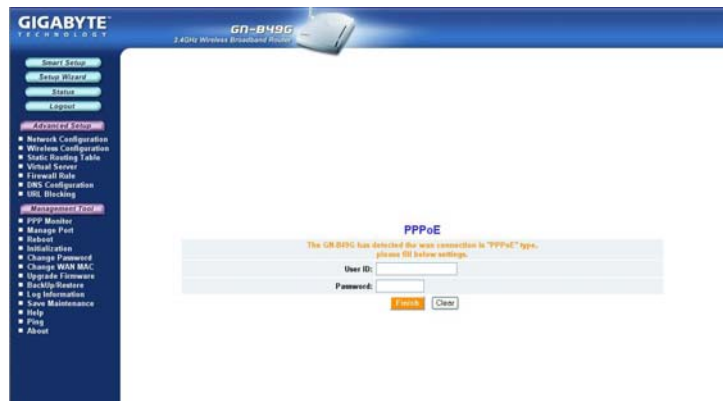 GIGABYTE
TECHNOLOGY
GN-B49G
2.4GHz Wireless Broadband Router
Smart Setup
Setup Wizard
Status
Logout
Advanced Setup
Network Configuration
Wireless Configuration
Static Routing Table
Virtual Server
Firewall Rule
DNS Configuration
URL Blocking
Management Tool
PPP Monitor
Manage Port
Reboot
Initialization
Change Password
Change WAN MAC
Upgrade Firmware
BackUp/Restore
Log Information
Save Maintenance
Help
Ping
About
PPPoE
The GN-B49G has detected the wan connection is "PPPoE" type,
please fill below settings.
User ID:
Password:
Finish Clear